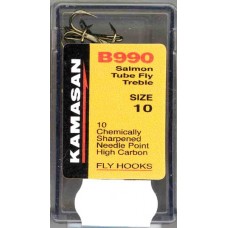 KAMASAN
B990
Salmon
Tube Fly
Treble
SIZE
10
10
Chemically
Sharpened
Needle Point
High Carbon
FLY HOOKS